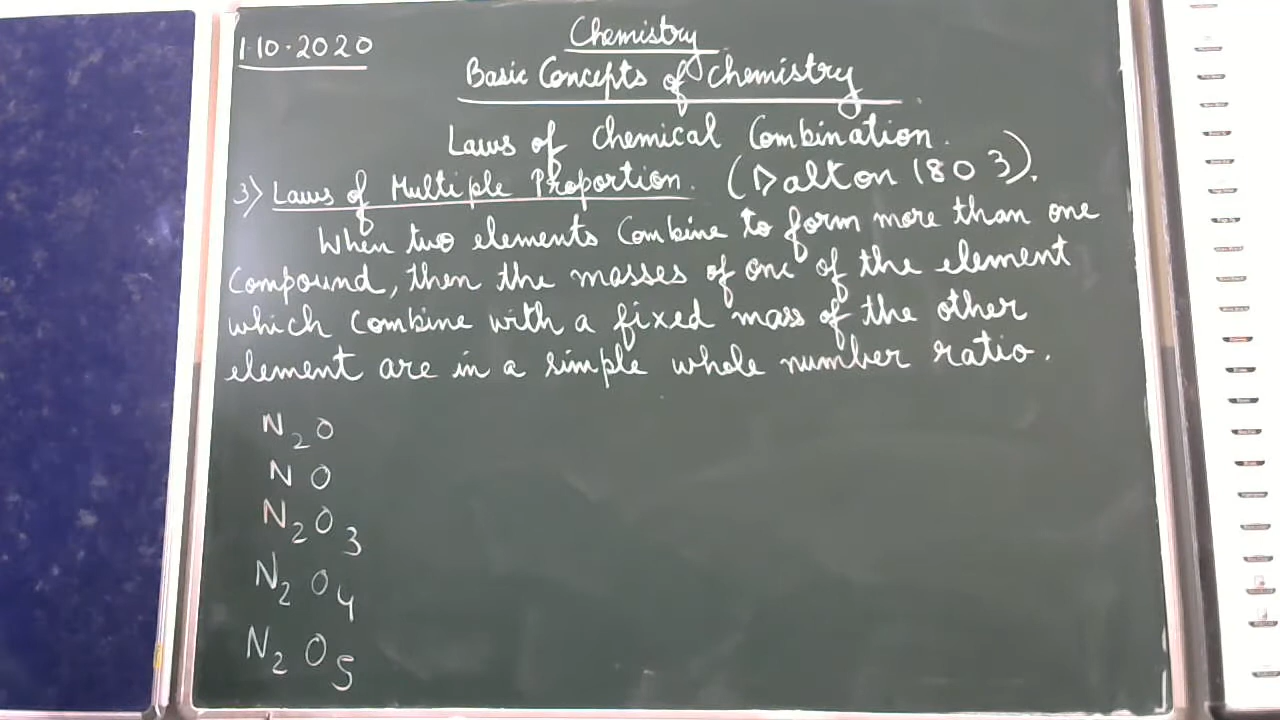 1.10.2020
Chemistry
Basic Concepts of Chemistry
Laws of Chemical Combination.
3) Laws of Multiple Proportion. (Dalton 1803).
When two elements Combine to form more than one
Compound, then the masses of one of the element
which Combine with a fixed mass of the other
element are in a simple whole number ratio.
N₂O
NO
N₂O₃
N₂O₄
N₂O₅